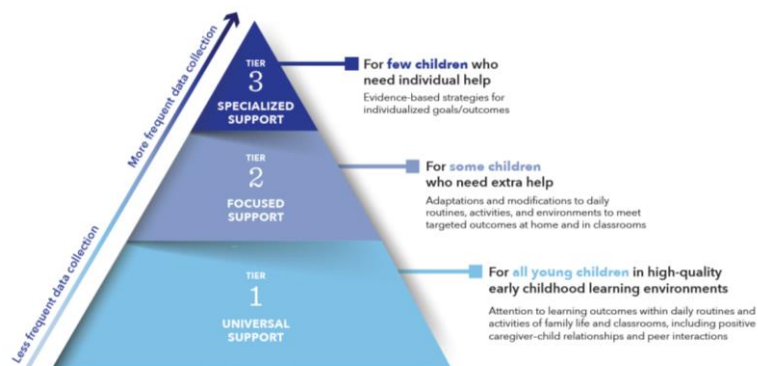 More frequent data collection
Less frequent data collection
TIER
3
SPECIALIZED
SUPPORT
For few children who
need individual help
Evidence-based strategies for
individualized goals/outcomes
TIER
2
FOCUSED
SUPPORT
For some children
who need extra help
Adaptations and modifications to daily
routines, activities, and environments to meet
targeted outcomes at home and in classrooms
TIER
1
UNIVERSAL
SUPPORT
For all young children in high-quality
early childhood learning environments
Attention to learning outcomes within daily routines and
activities of family life and classrooms, including positive
caregiver–child relationships and peer interactions